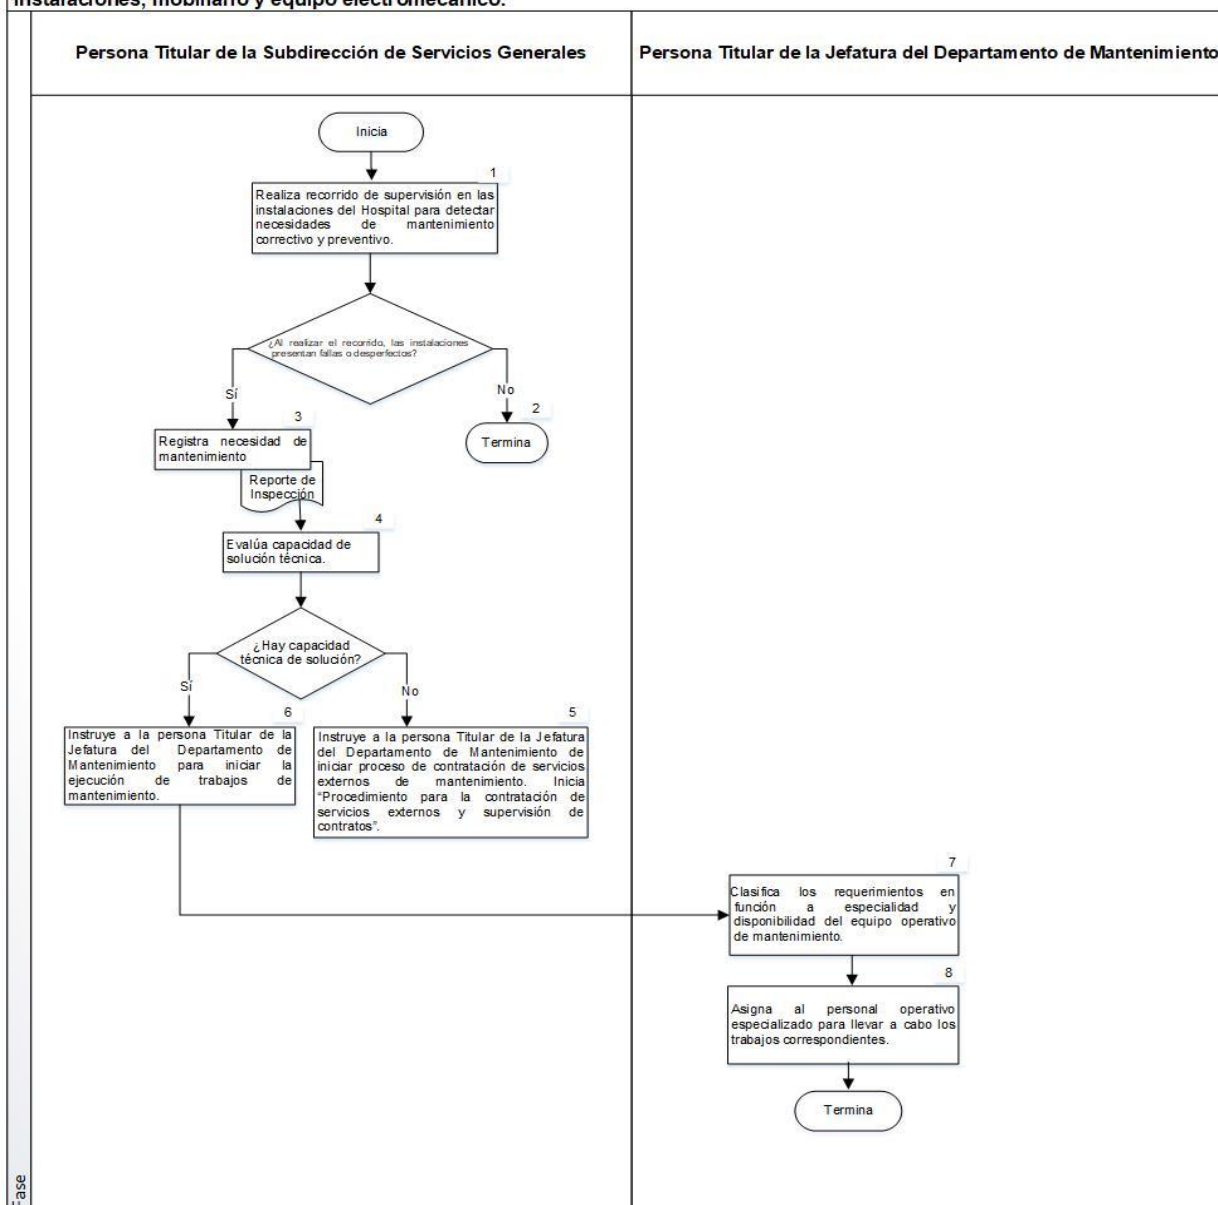 instalaciones, mobiliario y equipo electromecánico.
Persona Titular de la Subdirección de Servicios Generales
Persona Titular de la Jefatura del Departamento de Mantenimiento
Inicia
1
Realiza recorrido de supervisión en las
instalaciones del Hospital para detectar
necesidades de mantenimiento
correctivo y preventivo.
¿Al realizar el recorrido, las instalaciones
presentan fallas o desperfectos?
Sí
No
3
2
Registra necesidad de
mantenimiento
Termina
Reporte de
Inspección
4
Evalúa capacidad de
solución técnica.
¿Hay capacidad
técnica de solución?
Sí
No
6
Instruye a la persona Titular de la
Jefatura del Departamento de
Mantenimiento para iniciar la
ejecución de trabajos de
mantenimiento.
5
Instruye a la persona Titular de la Jefatura
del Departamento de Mantenimiento de
iniciar proceso de contratación de servicios
externos de mantenimiento. Inicia
“Procedimiento para la contratación de
servicios externos y supervisión de
contratos”.
7
Clasifica los requerimientos en
función a especialidad y
disponibilidad del equipo operativo
de mantenimiento.
8
Asigna al personal operativo
especializado para llevar a cabo los
trabajos correspondientes.
Termina
Fase